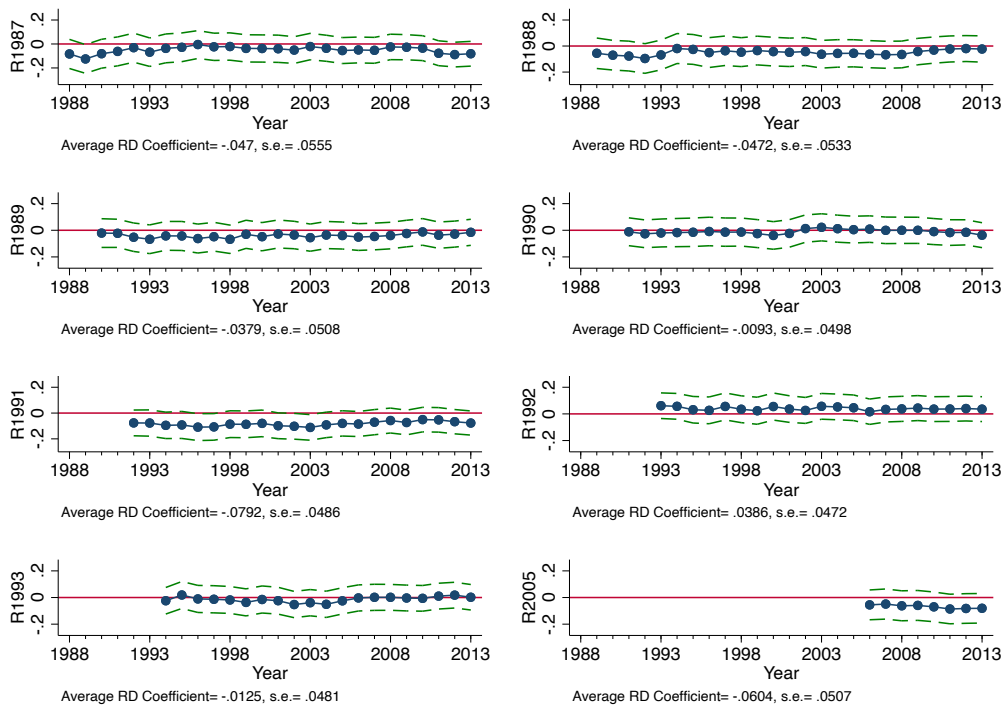 R1987
.2
0
-.2
1988 1993 1998 2003 2008 2013
Year
Average RD Coefficient= -.047, s.e.= .0555
R1988
.2
0
-.2
1988 1993 1998 2003 2008 2013
Year
Average RD Coefficient= -.0472, s.e.= .0533
R1989
.2
0
-.2
1988 1993 1998 2003 2008 2013
Year
Average RD Coefficient= -.0379, s.e.= .0508
R1990
.2
0
-.2
1988 1993 1998 2003 2008 2013
Year
Average RD Coefficient= -.0093, s.e.= .0498
R1991
.2
0
-.2
1988 1993 1998 2003 2008 2013
Year
Average RD Coefficient= -.0792, s.e.= .0486
R1992
.2
0
-.2
1988 1993 1998 2003 2008 2013
Year
Average RD Coefficient= .0386, s.e.= .0472
R1993
.2
0
-.2
1988 1993 1998 2003 2008 2013
Year
Average RD Coefficient= -.0125, s.e.= .0481
R2005
.2
0
-.2
1988 1993 1998 2003 2008 2013
Year
Average RD Coefficient= -.0604, s.e.= .0507